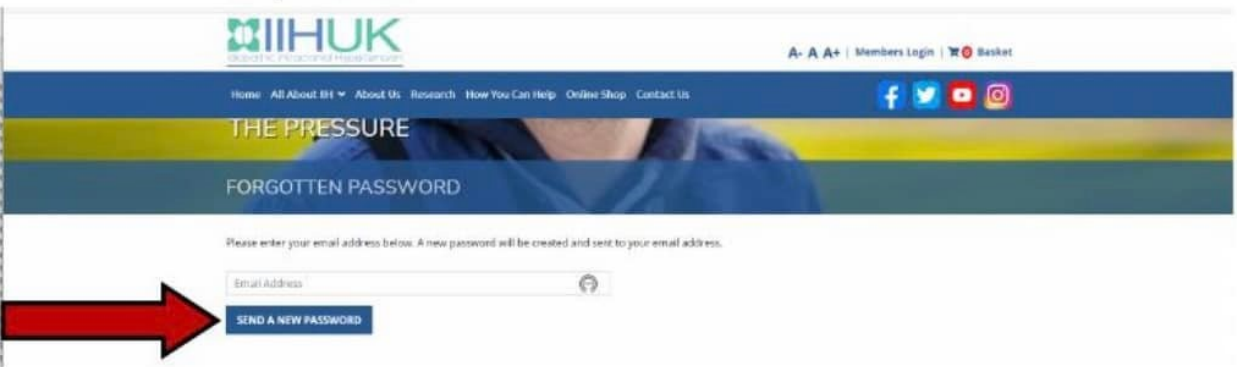 IIHUK
A- A A+ | Members Login | 0 Basket
Home All About IIH About Us Research How You Can Help Online Shop Contact Us
THE PRESSURE
FORGOTTEN PASSWORD
Please enter your email address below. A new password will be created and sent to your email address.
Email Address
SEND A NEW PASSWORD